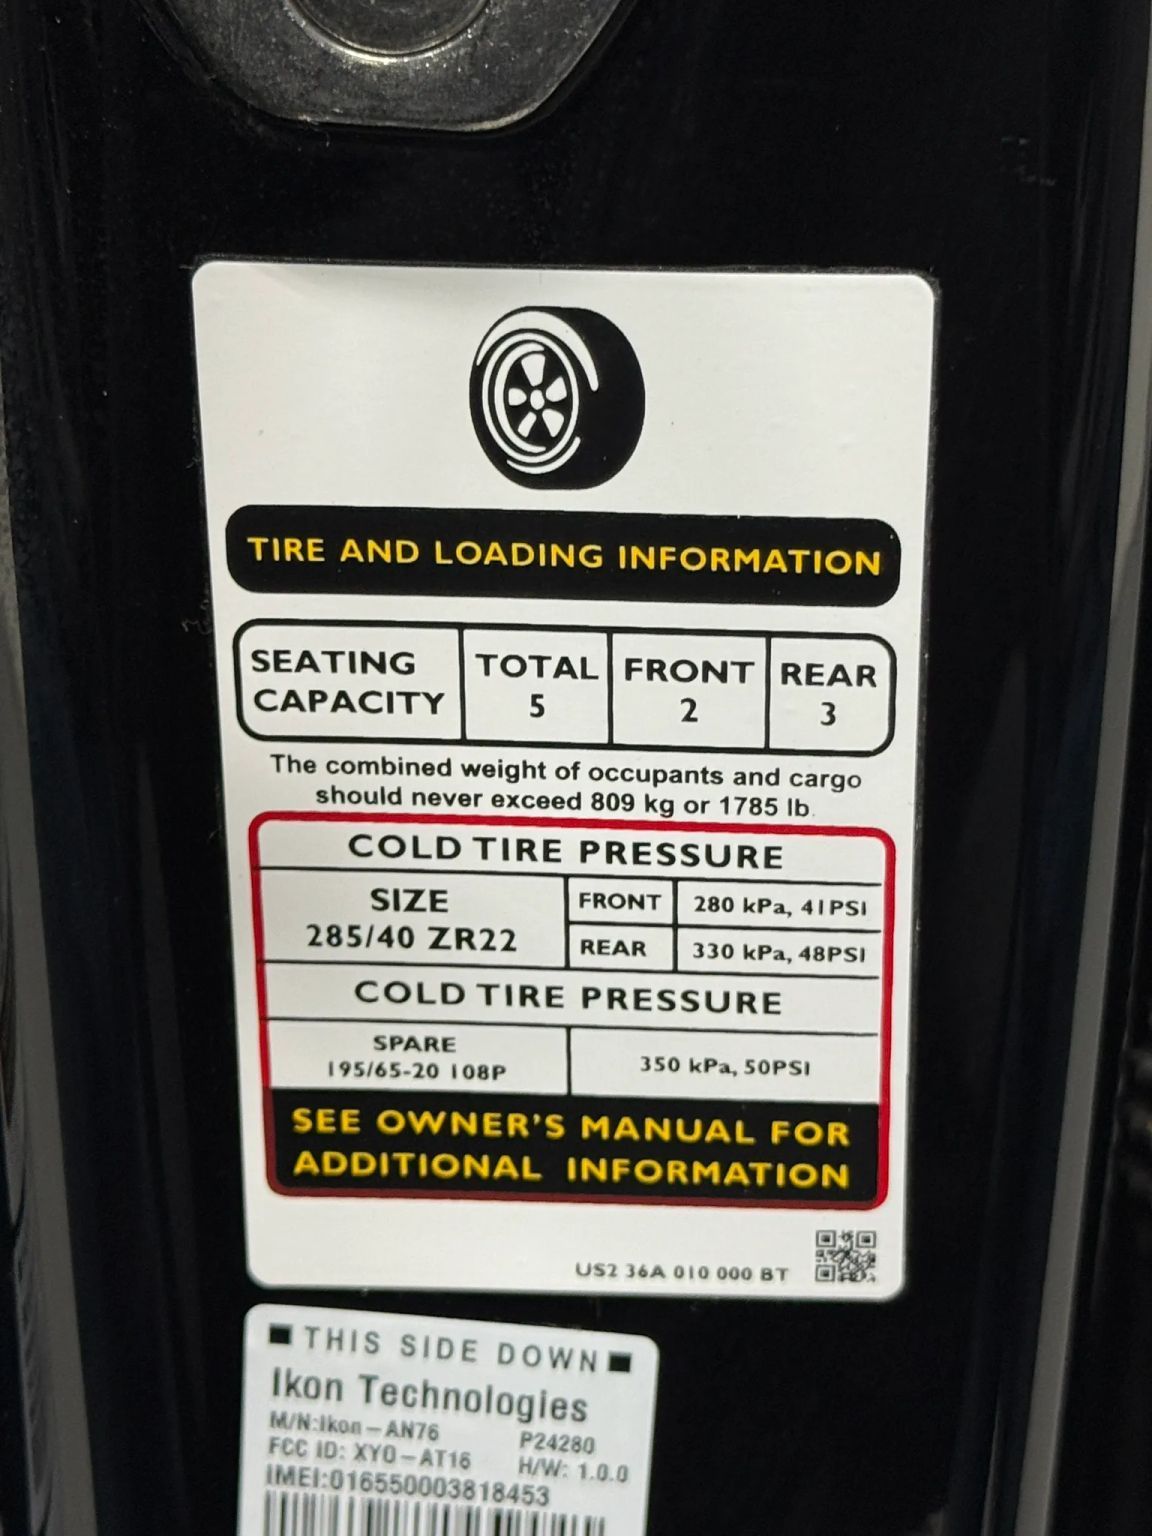 TIRE AND LOADING INFORMATION
SEATING CAPACITY
TOTAL 5
FRONT 2
REAR 3
The combined weight of occupants and cargo
should never exceed 809 kg or 1785 lb.
COLD TIRE PRESSURE
SIZE
285/40 ZR22
FRONT 280 kPa, 41PSI
REAR 330 kPa, 48PSI
COLD TIRE PRESSURE
SPARE
195/65-20 108P
350 kPa, 50PSI
SEE OWNER'S MANUAL FOR
ADDITIONAL INFORMATION
US2 36A 010 000 BT
THIS SIDE DOWN
Ikon Technologies
M/N:Ikon-AN76 P24280
FCC ID: XYO-AT16 H/W: 1.0.0
IMEI:016550003818453